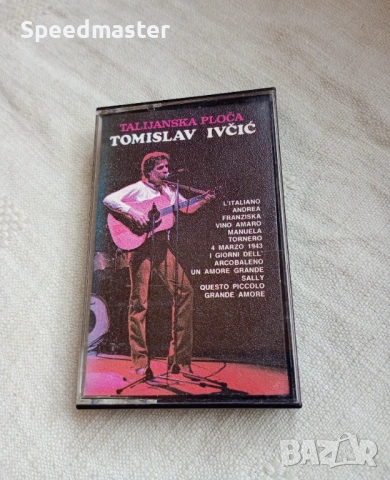 Speedmaster
TALIJANSKA PLOČA
TOMISLAV IVČIĆ
L'ITALIANO
ANDREA
FRANZISKA
VINO AMARO
MANUELA
TORNERO
4 MARZO 1943
I GIORNI DELL'
ARCOBALENO
UN AMORE GRANDE
SALLY
QUESTO PICCOLO
GRANDE AMORE
BAZAR